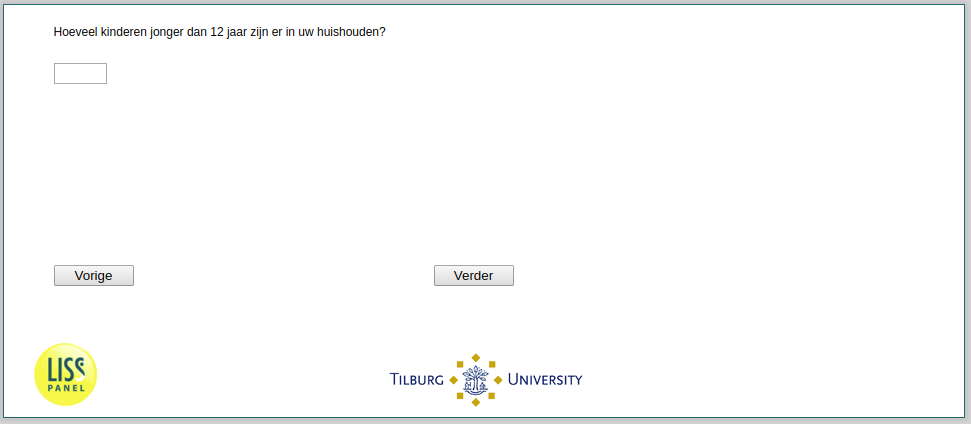 Hoeveel kinderen jonger dan 12 jaar zijn er in uw huishouden?
Vorige
Verder
LISS
PANEL
TILBURG UNIVERSITY